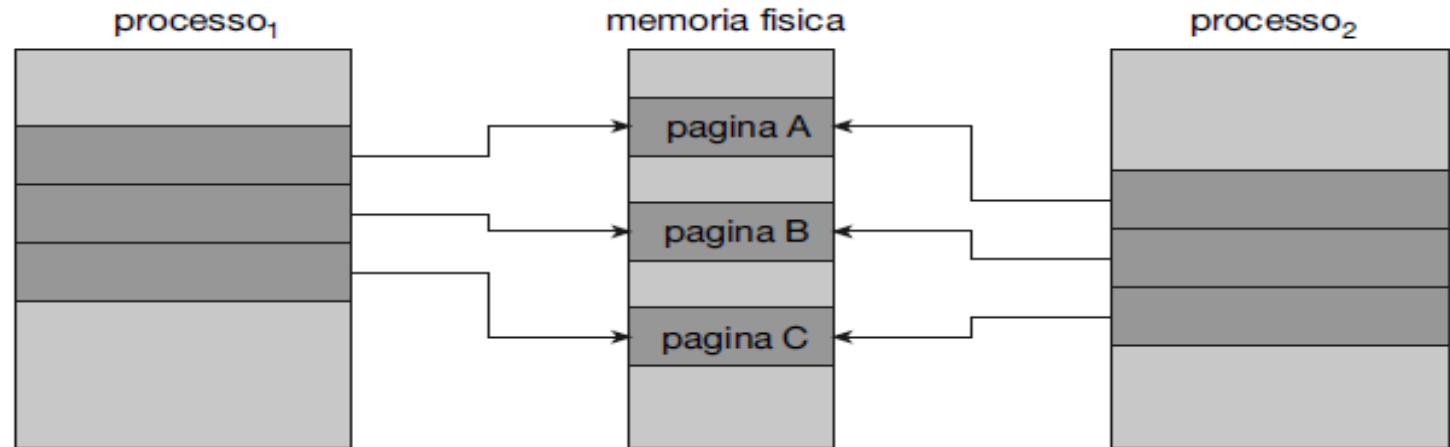 processo₁ memoria fisica processo₂
pagina A
pagina B
pagina C